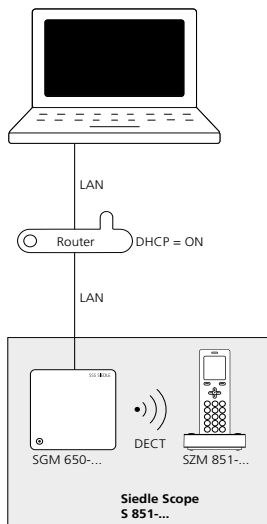 LAN
Router
DHCP = ON
LAN
SSS SIEDLE
DECT
SGM 650-...
SZM 851-...
Siedle Scope
S 851-...